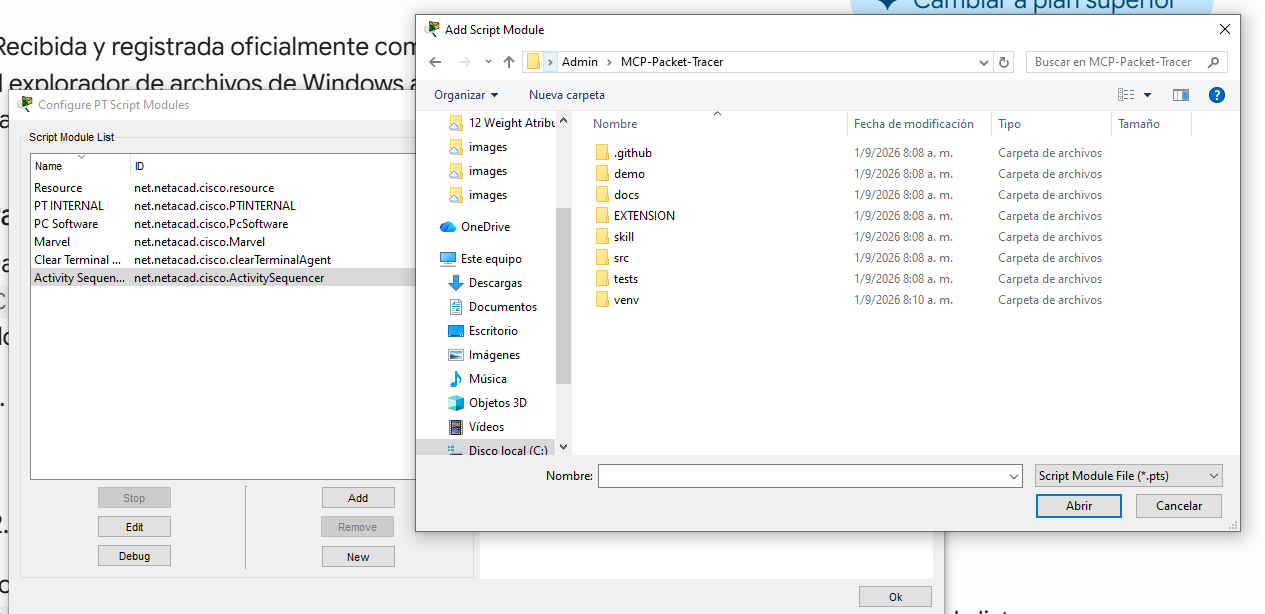 Cambiar a plan superior
Recibida y registrada oficialmente com
explorador de archivos de Windows a
Configure PT Script Modules
Script Module List
Name ID
Resource net.netacad.cisco.resource
PT INTERNAL net.netacad.cisco.PTINTERNAL
PC Software net.netacad.cisco.PcSoftware
Marvel net.netacad.cisco.Marvel
Clear Terminal ... net.netacad.cisco.clearTerminalAgent
Activity Sequen... net.netacad.cisco.ActivitySequencer
Stop Add
Edit Remove
Debug New
Ok
Add Script Module
Admin > MCP-Packet-Tracer
Buscar en MCP-Packet-Tracer
Organizar Nueva carpeta
12 Weight Atribu
images
images
images
OneDrive
Este equipo
Descargas
Documentos
Escritorio
Imágenes
Música
Objetos 3D
Vídeos
Disco local (C:)
Nombre Fecha de modificación Tipo Tamaño
.github 1/9/2026 8:08 a. m. Carpeta de archivos
demo 1/9/2026 8:08 a. m. Carpeta de archivos
docs 1/9/2026 8:08 a. m. Carpeta de archivos
EXTENSION 1/9/2026 8:08 a. m. Carpeta de archivos
skill 1/9/2026 8:08 a. m. Carpeta de archivos
src 1/9/2026 8:08 a. m. Carpeta de archivos
tests 1/9/2026 8:08 a. m. Carpeta de archivos
venv 1/9/2026 8:10 a. m. Carpeta de archivos
Nombre: Script Module File (*.pts)
Abrir Cancelar